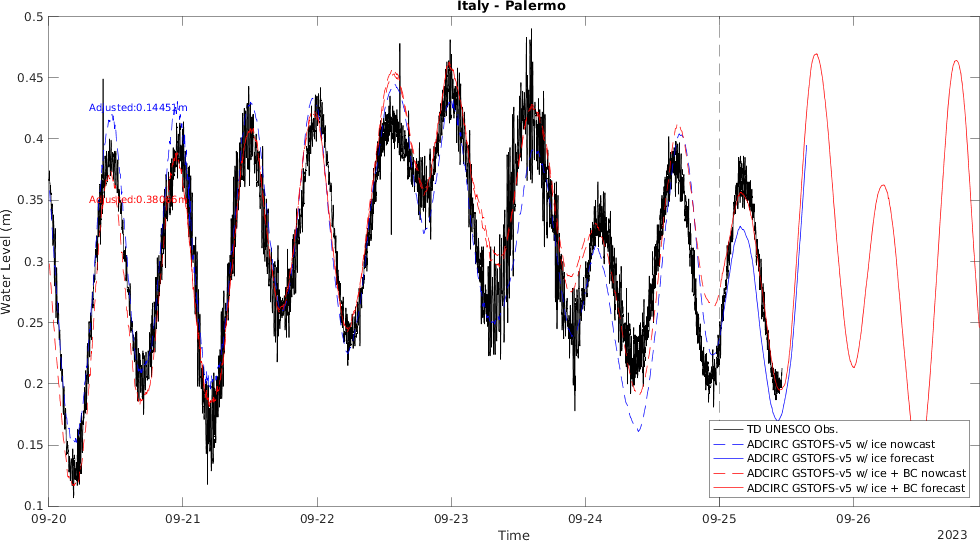 Italy - Palermo
0.5
0.45
0.4
0.35
0.3
0.25
0.2
0.15
0.1
Water Level (m)
Adjusted:0.14451m
TD UNESCO Obs.
ADCIRC GSTOFS-v5 w/ ice nowcast
ADCIRC GSTOFS-v5 w/ ice forecast
ADCIRC GSTOFS-v5 w/ ice + BC nowcast
ADCIRC GSTOFS-v5 w/ ice + BC forecast
09-20 09-21 09-22 09-23 09-24 09-25 09-26
Time
2023